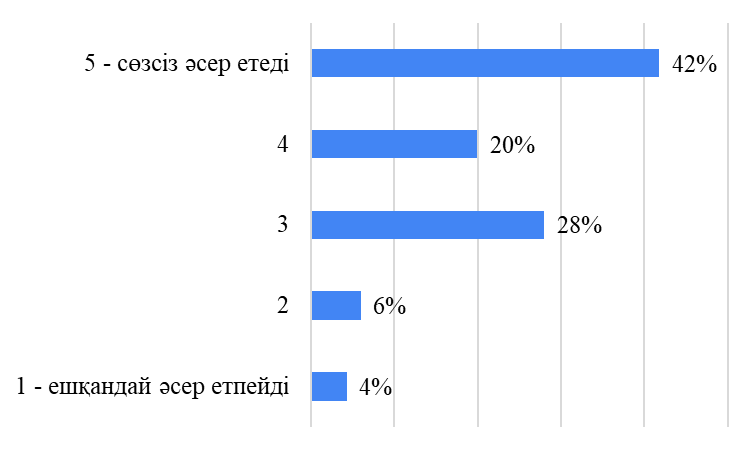 5 - сөзсіз әсер етеді 42%
4 20%
3 28%
2 6%
1 - ешқандай әсер етпейді 4%